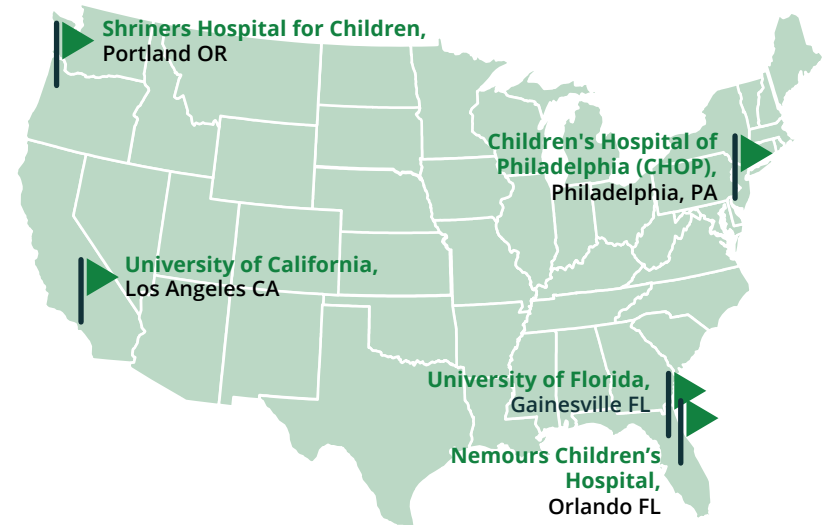 Shriners Hospital for Children,
Portland OR
Children's Hospital of
Philadelphia (CHOP),
Philadelphia, PA
University of California,
Los Angeles CA
University of Florida,
Gainesville FL
Nemours Children’s
Hospital,
Orlando FL